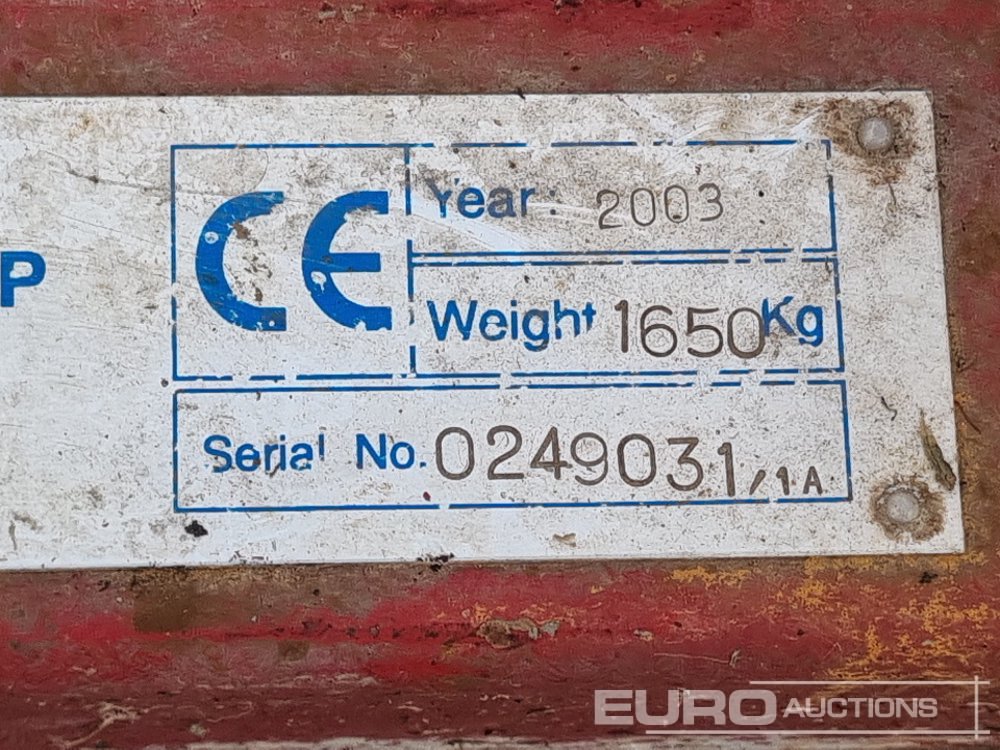 P
CE
Year: 2003
Weight 1650Kg
Serial No. 0249031/1A
EURO AUCTIONS